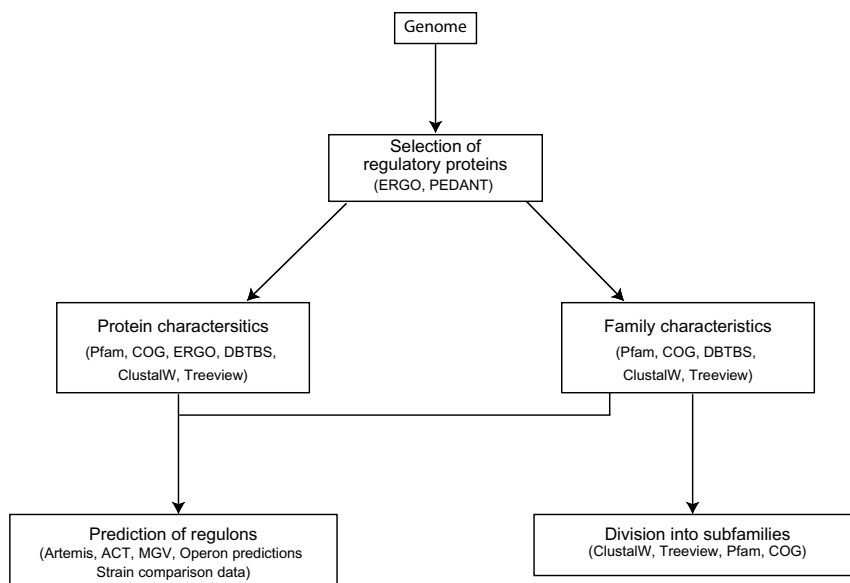 Genome
Selection of
regulatory proteins
(ERGO, PEDANT)
Protein charactersitics
(Pfam, COG, ERGO, DBTBS,
ClustalW, Treeview)
Family characteristics
(Pfam, COG, DBTBS,
ClustalW, Treeview)
Prediction of regulons
(Artemis, ACT, MGV, Operon predictions
Strain comparison data)
Division into subfamilies
(ClustalW, Treeview, Pfam, COG)